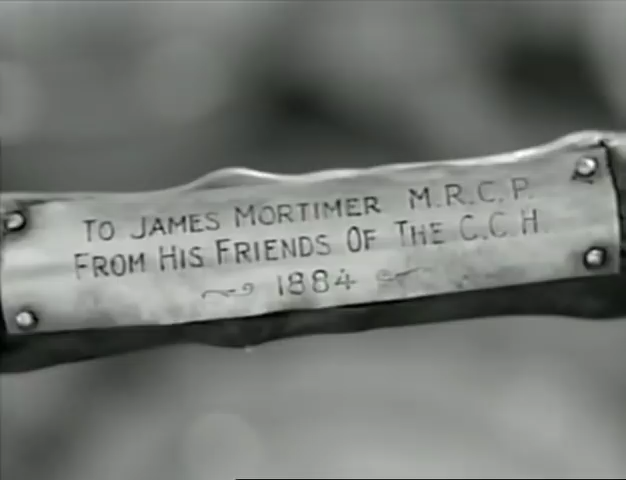 TO JAMES MORTIMER M.R.C.P.
FROM HIS FRIENDS OF THE C.C.H.
1884